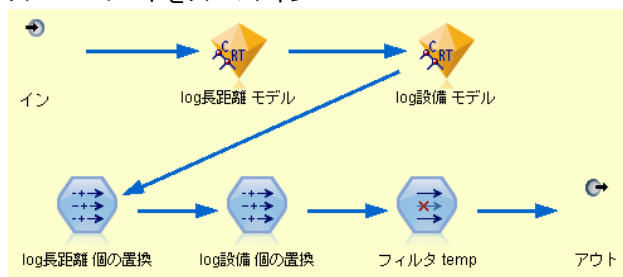 イン
log長距離 モデル
log設備 モデル
log長距離 個の置換
log設備 個の置換
フィルタ temp
アウト